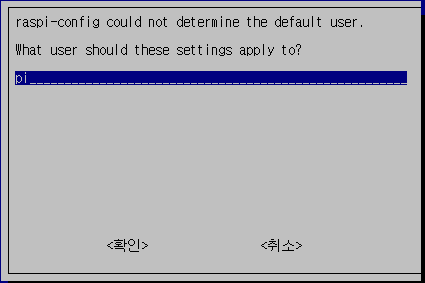 raspi-config could not determine the default user.
What user should these settings apply to?
pi
<확인> <취소>